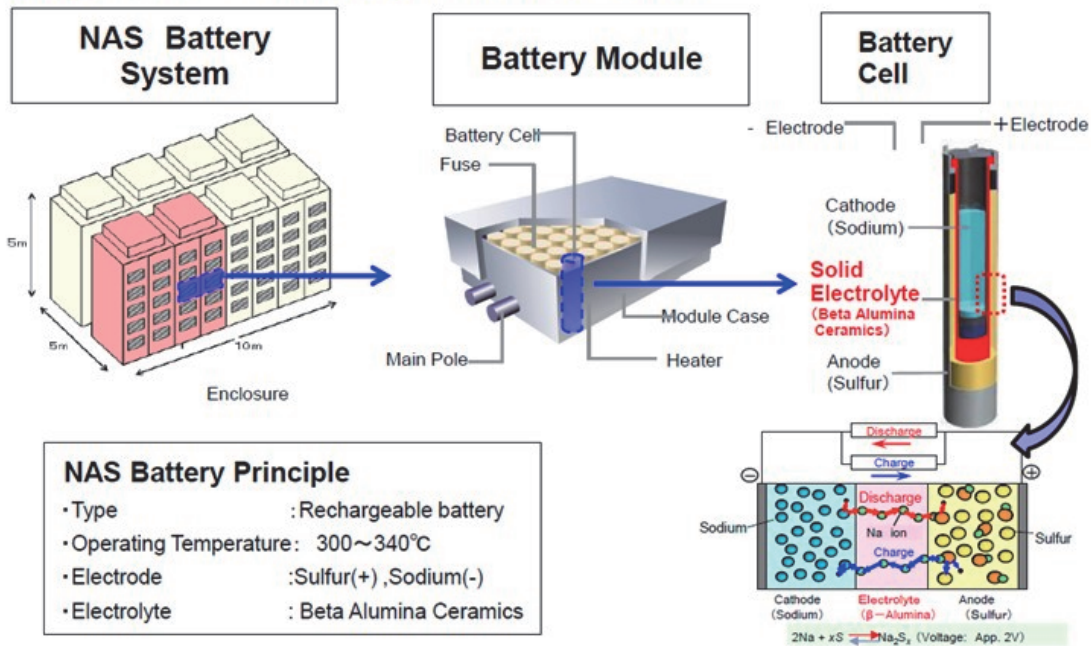 NAS Battery
System
Battery Module
Battery
Cell
5m
5m
10m
Enclosure
Battery Cell
Fuse
Main Pole
Module Case
Heater
- Electrode
+Electrode
Cathode
(Sodium)
Solid
Electrolyte
(Beta Alumina
Ceramics)
Anode
(Sulfur)
NAS Battery Principle
・Type : Rechargeable battery
・Operating Temperature: 300～340℃
・Electrode :Sulfur(+) ,Sodium(-)
・Electrolyte : Beta Alumina Ceramics
Discharge
Charge
⊖
⊕
Discharge
Na ion
Charge
Sodium
Sulfur
Cathode
(Sodium)
Electrolyte
(β－Alumina)
Anode
(Sulfur)
2Na + xS ⇄ Na₂Sₓ (Voltage: App. 2V)